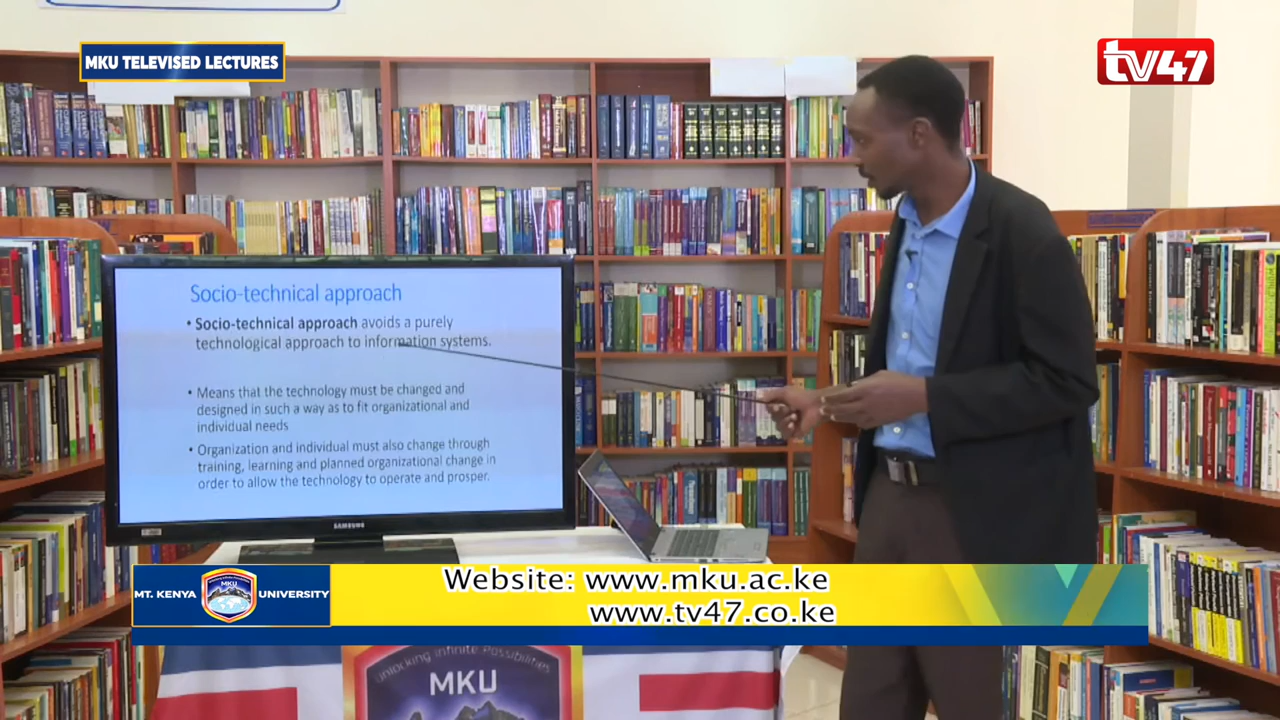 MKU TELEVISED LECTURES
tv47
Socio-technical approach
• Socio-technical approach avoids a purely
technological approach to information systems.
• Means that the technology must be changed and
designed in such a way as to fit organizational and
individual needs
• Organization and individual must also change through
training, learning and planned organizational change in
order to allow the technology to operate and prosper.
SAMSUNG
MT. KENYA
MKU
UNIVERSITY
Website: www.mku.ac.ke
www.tv47.co.ke
Unlocking Infinite Possibilities
MKU